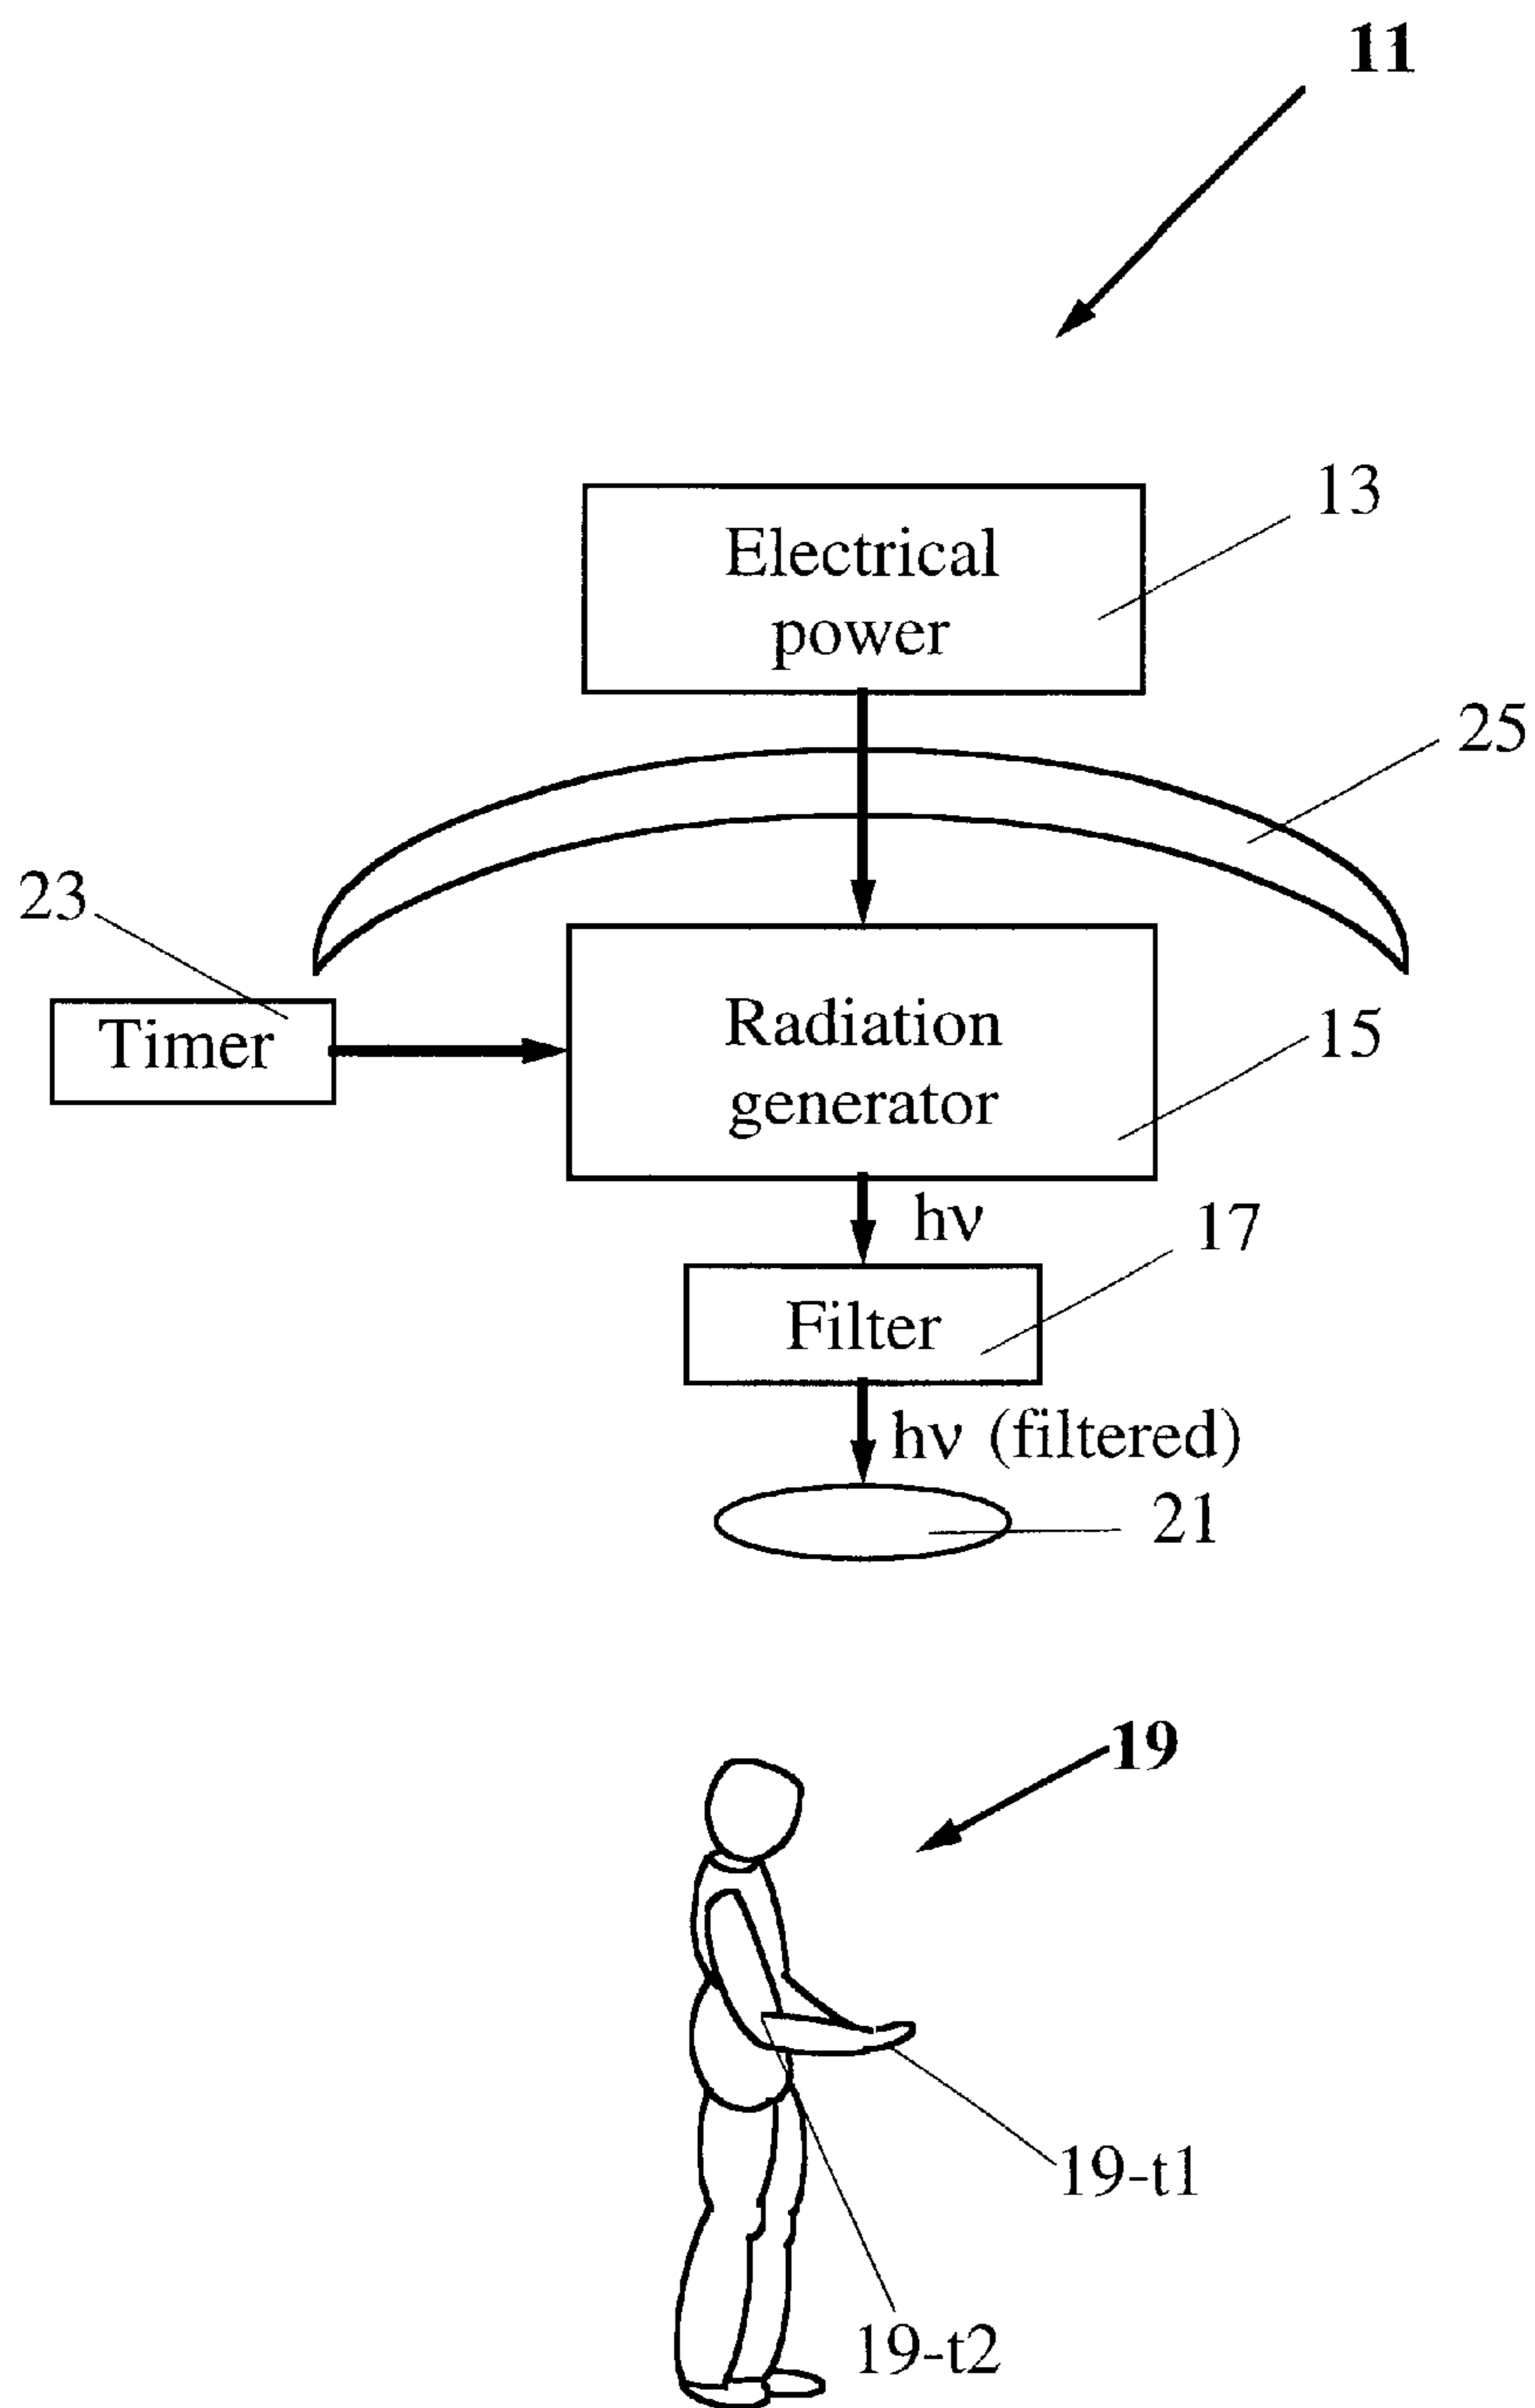 11
13
Electrical
power
25
23
Timer
Radiation
generator
15
hν
17
Filter
hν (filtered)
21
19
19-t1
19-t2